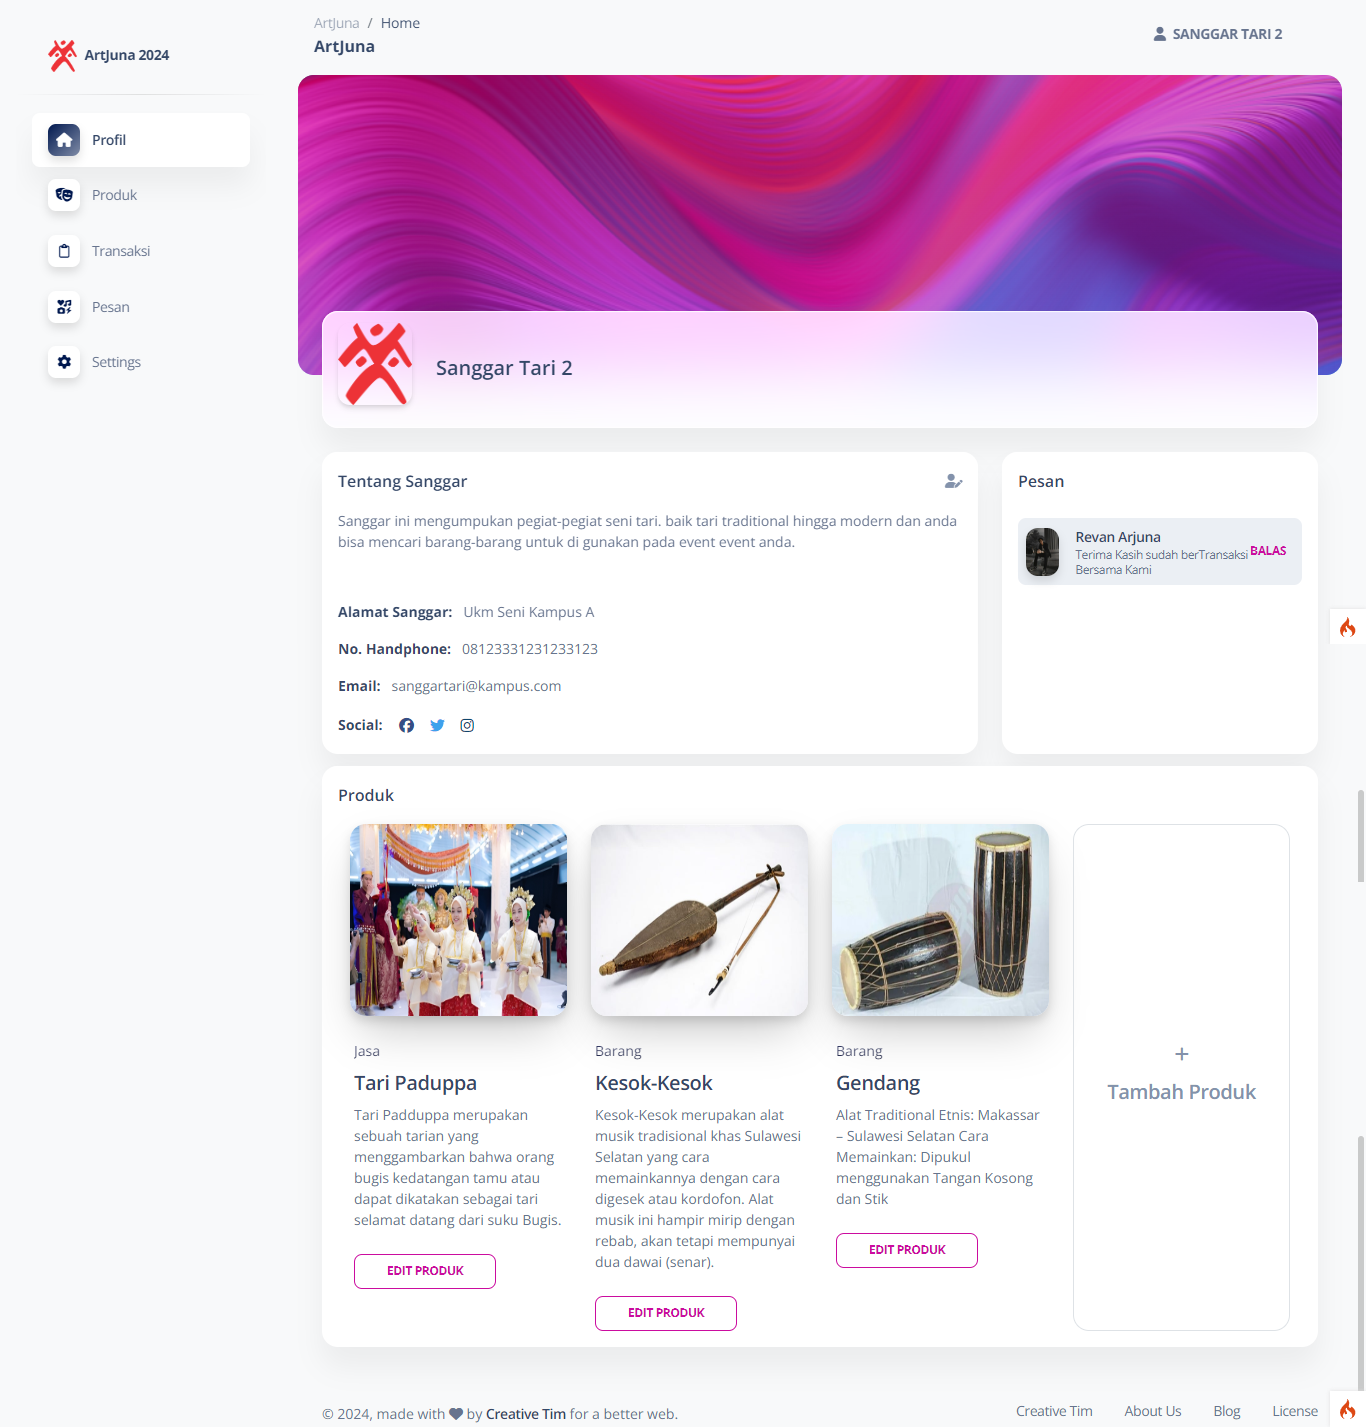 ArtJuna / Home
ArtJuna
SANGGAR TARI 2
ArtJuna 2024
Profil
Produk
Transaksi
Pesan
Settings
Sanggar Tari 2
Tentang Sanggar
Sanggar ini mengumpukan pegiat-pegiat seni tari. baik tari traditional hingga modern dan anda
bisa mencari barang-barang untuk di gunakan pada event event anda.
Alamat Sanggar: Ukm Seni Kampus A
No. Handphone: 08123331231233123
Email: sanggartari@kampus.com
Social:
Pesan
Revan Arjuna
Terima Kasih sudah berTransaksi
Bersama Kami
BALAS
Produk
Jasa
Tari Paduppa
Tari Padduppa merupakan
sebuah tarian yang
menggambarkan bahwa orang
bugis kedatangan tamu atau
dapat dikatakan sebagai tari
selamat datang dari suku Bugis.
EDIT PRODUK
Barang
Kesok-Kesok
Kesok-Kesok merupakan alat
musik tradisional khas Sulawesi
Selatan yang cara
memainkannya dengan cara
digesek atau kordofon. Alat
musik ini hampir mirip dengan
rebab, akan tetapi mempunyai
dua dawai (senar).
EDIT PRODUK
Barang
Gendang
Alat Traditional Etnis: Makassar
– Sulawesi Selatan Cara
Memainkan: Dipukul
menggunakan Tangan Kosong
dan Stik
EDIT PRODUK
+
Tambah Produk
© 2024, made with by Creative Tim for a better web.
Creative Tim
About Us
Blog
License